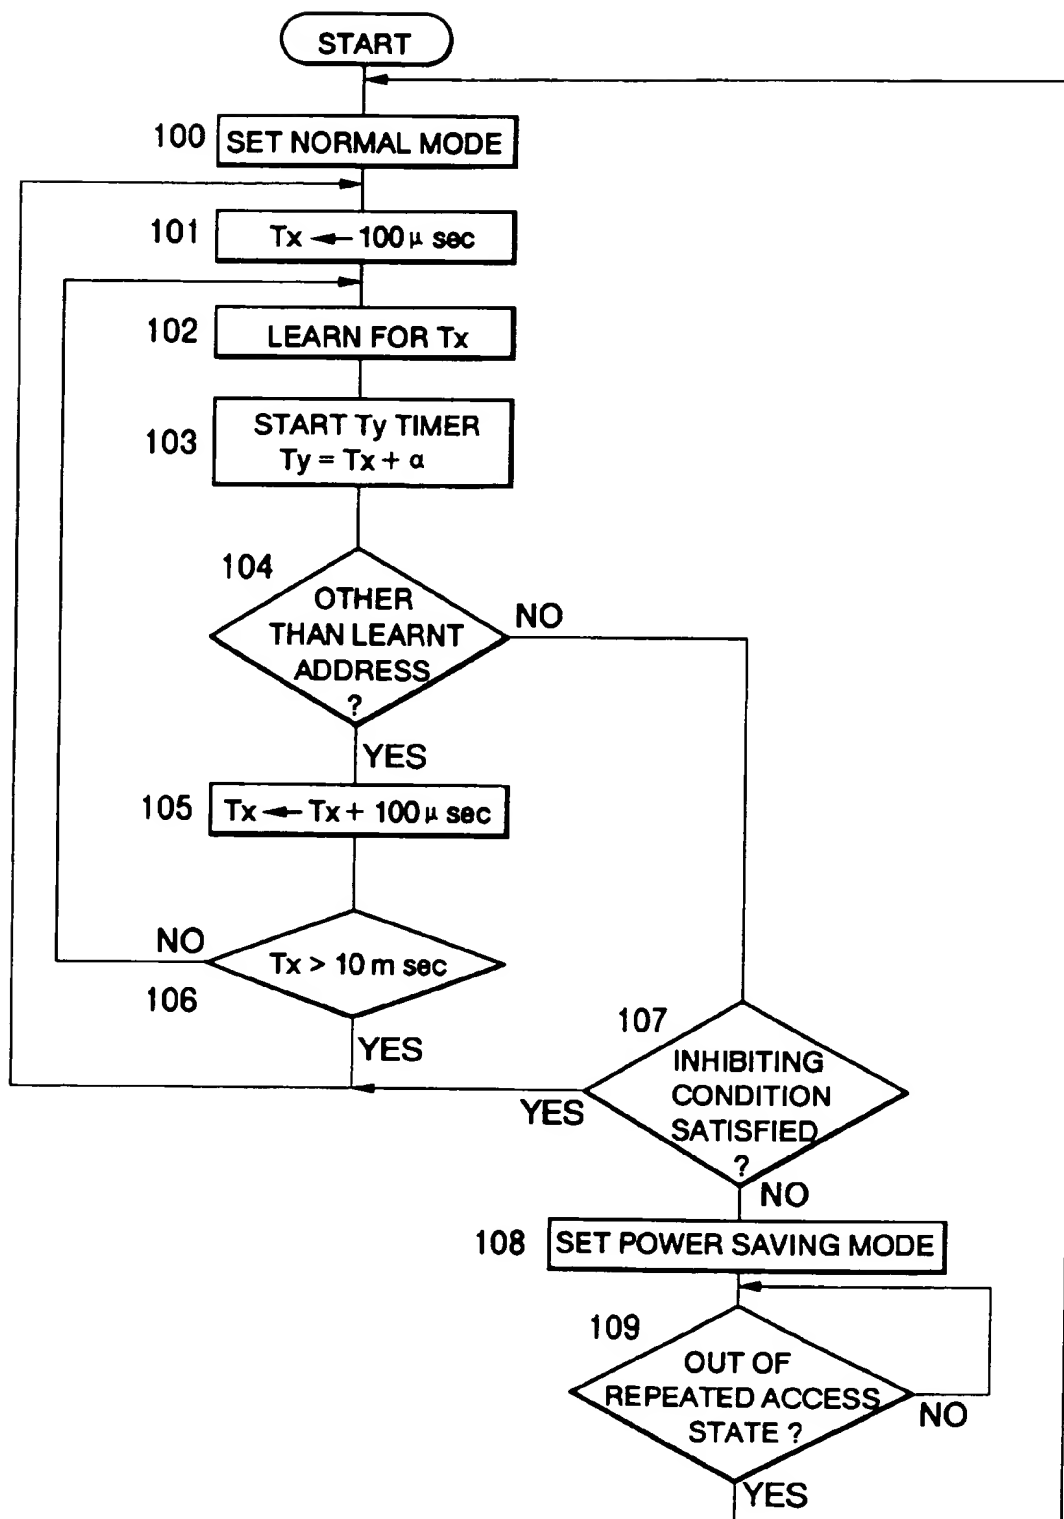 START
100 SET NORMAL MODE
101 Tx ← 100 μ sec
102 LEARN FOR Tx
103 START Ty TIMER
Ty = Tx + α
104
OTHER
THAN LEARNT
ADDRESS
?
NO
YES
105 Tx ← Tx + 100 μ sec
NO
Tx > 10 m sec
106
YES
107
INHIBITING
CONDITION
SATISFIED
?
YES
NO
108 SET POWER SAVING MODE
109
OUT OF
REPEATED ACCESS
STATE ?
NO
YES